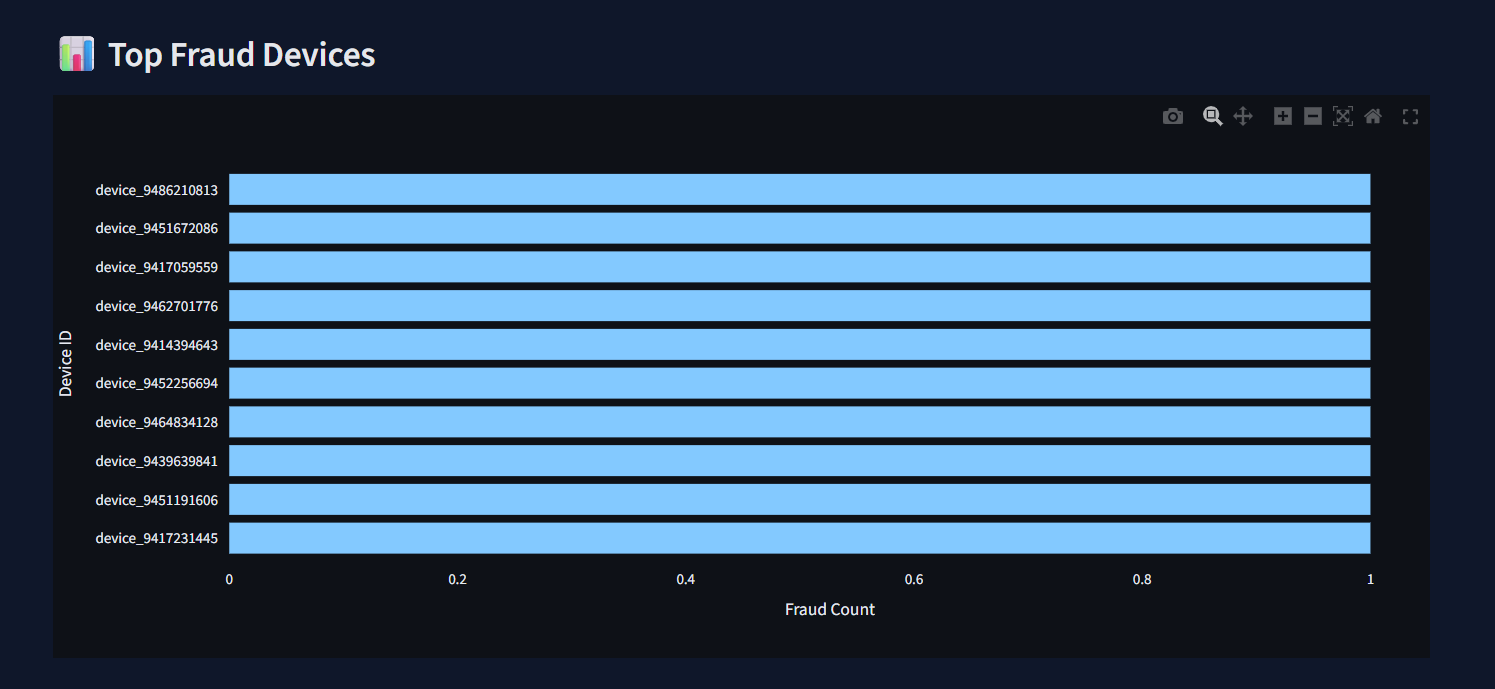 Top Fraud Devices
device_9486210813
device_9451672086
device_9417059559
device_9462701776
device_9414394643
device_9452256694
device_9464834128
device_9439639841
device_9451191606
device_9417231445
Device ID
0 0.2 0.4 0.6 0.8 1
Fraud Count